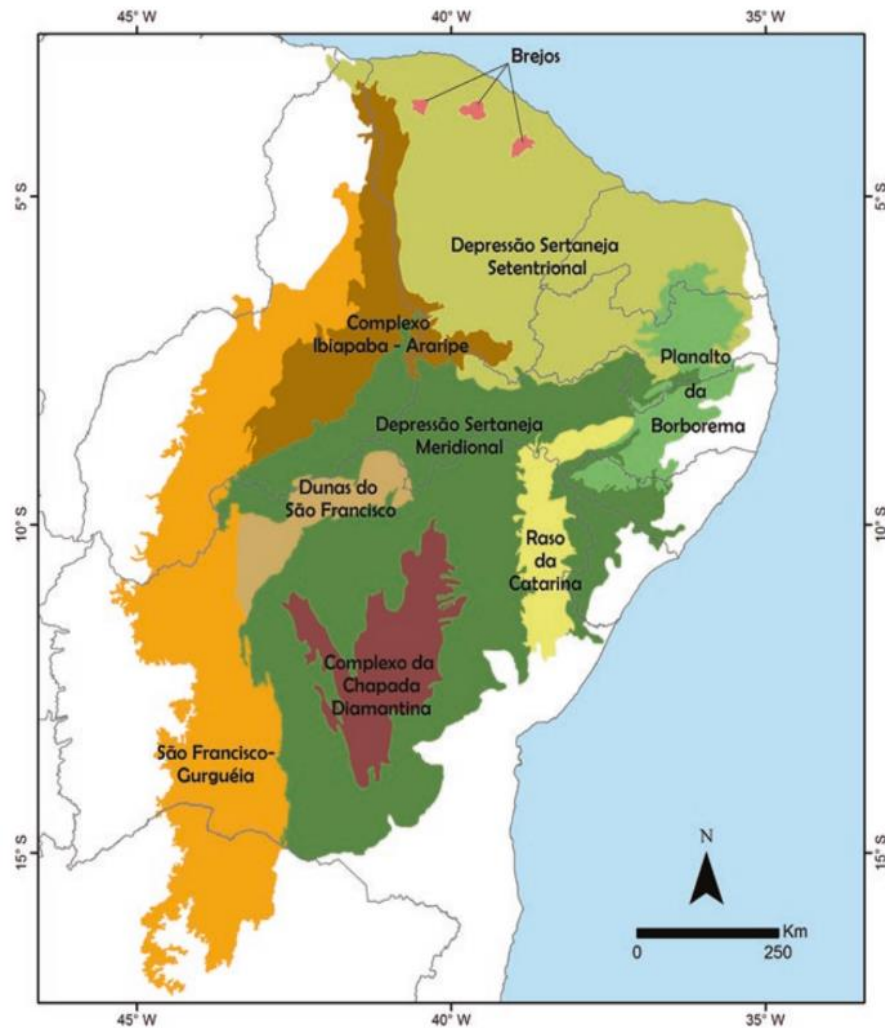 45°W
40°W
35°W
Brejos
5°S
5°S
Depressão Sertaneja
Setentrional
Complexo
Ibiapaba - Araripe
Planalto
da
Borborema
Depressão Sertaneja
Meridional
Dunas do
São Francisco
10°S
10°S
Raso
da
Catarina
Complexo da
Chapada
Diamantina
São Francisco-
Gurguéia
15°S
15°S
N
Km
0
250
45°W
40°W
35°W